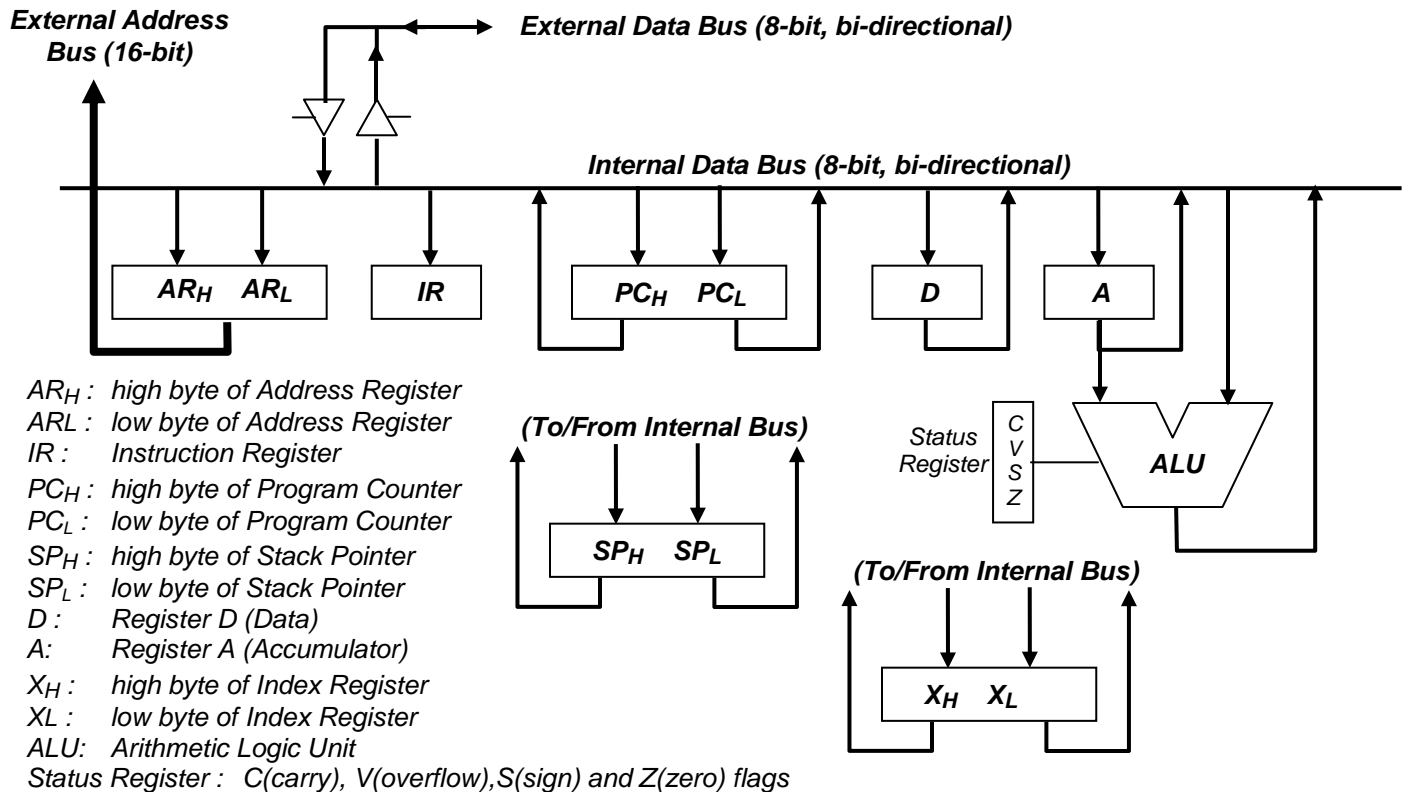 External Address
Bus (16-bit)
External Data Bus (8-bit, bi-directional)
Internal Data Bus (8-bit, bi-directional)
ARH ARL
IR
PCH PCL
D
A
ARH : high byte of Address Register
ARL : low byte of Address Register
IR : Instruction Register
PCH : high byte of Program Counter
PCL : low byte of Program Counter
SPH : high byte of Stack Pointer
SPL : low byte of Stack Pointer
D : Register D (Data)
A: Register A (Accumulator)
XH : high byte of Index Register
XL : low byte of Index Register
ALU: Arithmetic Logic Unit
Status Register : C(carry), V(overflow),S(sign) and Z(zero) flags
(To/From Internal Bus)
SPH SPL
Status
Register
C
V
S
Z
ALU
(To/From Internal Bus)
XH XL